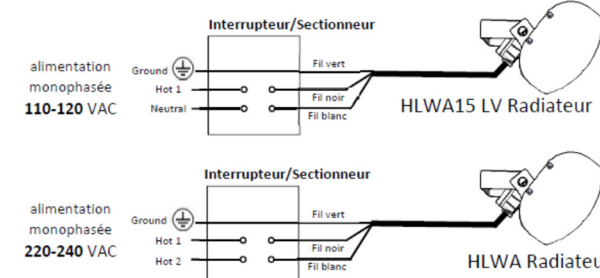 Interrupteur/Sectionneur
alimentation
monophasée
110-120 VAC
Ground
Hot 1
Neutral
Fil vert
Fil noir
Fil blanc
HLWA15 LV Radiateur
Interrupteur/Sectionneur
alimentation
monophasée
220-240 VAC
Ground
Hot 1
Hot 2
Fil vert
Fil noir
Fil blanc
HLWA Radiateu